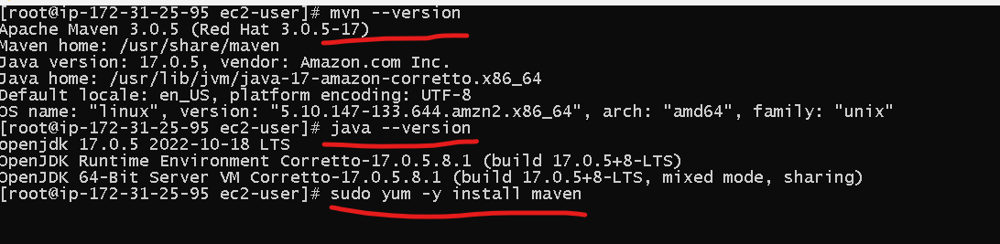 [root@ip-172-31-25-95 ec2-user]# mvn --version
Apache Maven 3.0.5 (Red Hat 3.0.5-17)
Maven home: /usr/share/maven
Java version: 17.0.5, vendor: Amazon.com Inc.
Java home: /usr/lib/jvm/java-17-amazon-corretto.x86_64
Default locale: en_US, platform encoding: UTF-8
OS name: "linux", version: "5.10.147-133.644.amzn2.x86_64", arch: "amd64", family: "unix"
[root@ip-172-31-25-95 ec2-user]# java --version
openjdk 17.0.5 2022-10-18 LTS
OpenJDK Runtime Environment Corretto-17.0.5.8.1 (build 17.0.5+8-LTS)
OpenJDK 64-Bit Server VM Corretto-17.0.5.8.1 (build 17.0.5+8-LTS, mixed mode, sharing)
[root@ip-172-31-25-95 ec2-user]# sudo yum -y install maven